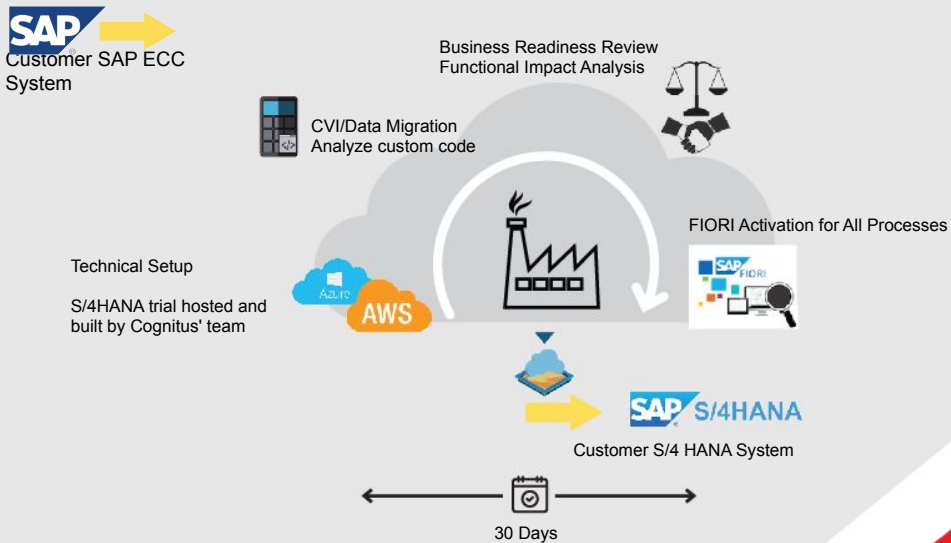 SAP
Customer SAP ECC
System
Business Readiness Review
Functional Impact Analysis
CVI/Data Migration
Analyze custom code
</>
FIORI Activation for All Processes
SAP
FIORI
Technical Setup
S/4HANA trial hosted and
built by Cognitus' team
Azure
AWS
SAP S/4HANA
Customer S/4 HANA System
30 Days